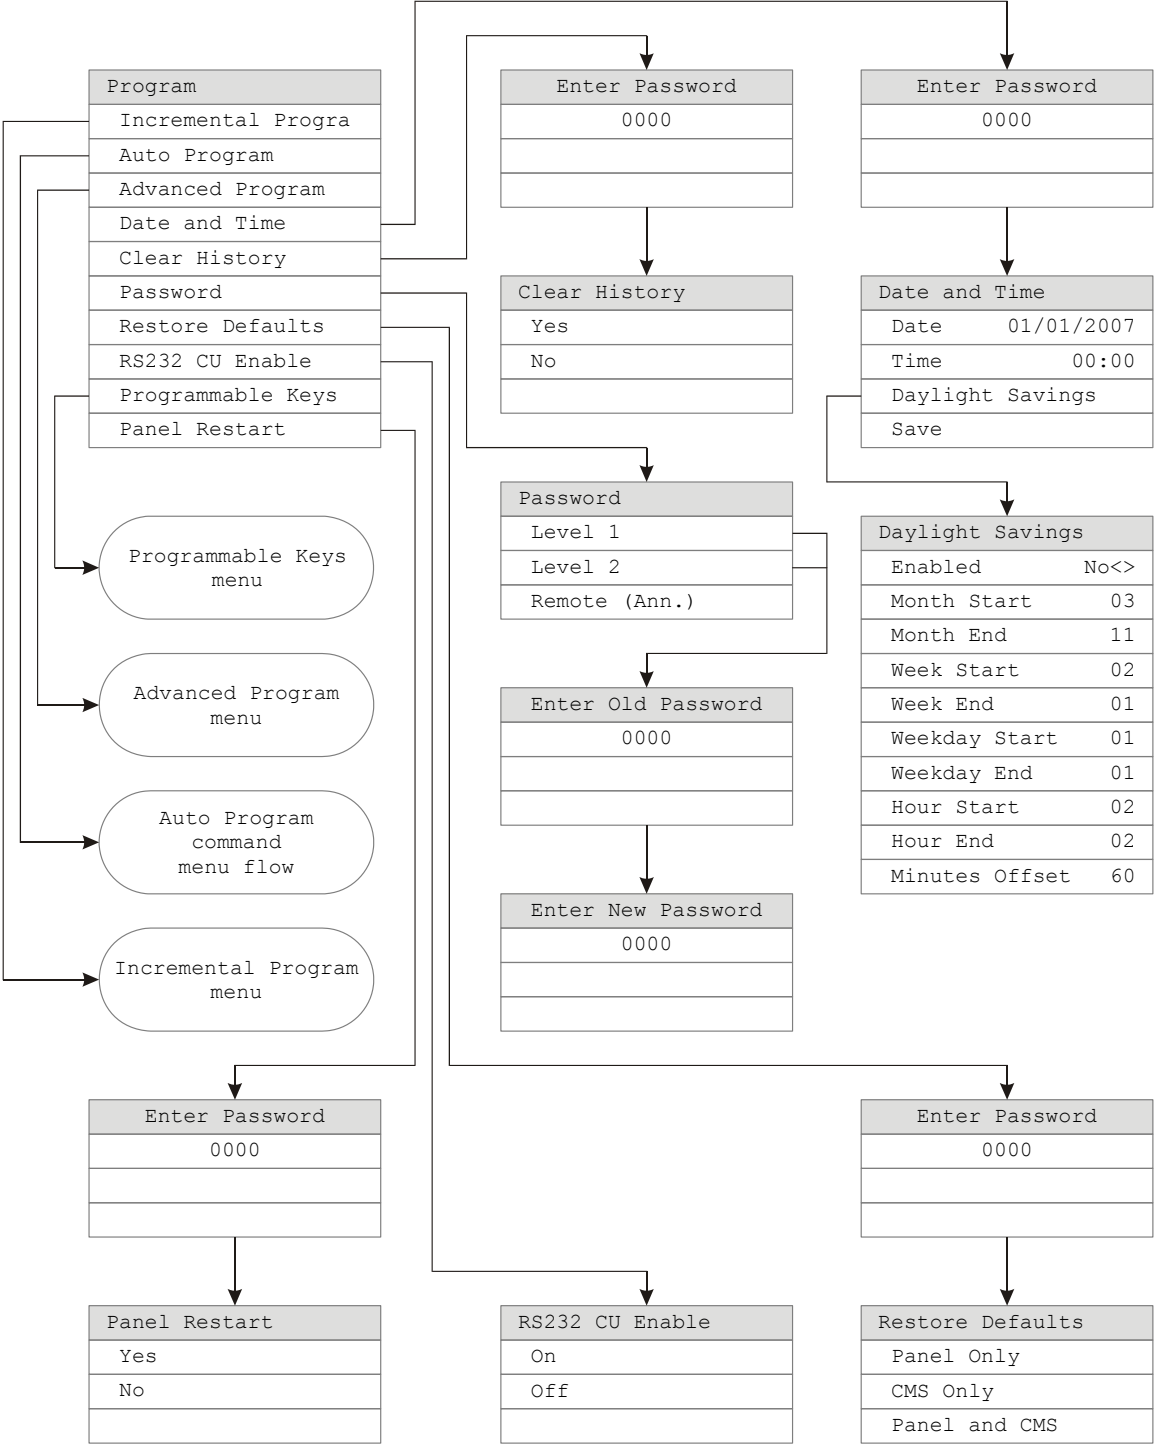 Program
Incremental Progra
Auto Program
Advanced Program
Date and Time
Clear History
Password
Restore Defaults
RS232 CU Enable
Programmable Keys
Panel Restart
Enter Password
0000
Clear History
Yes
No
Enter Password
0000
Date and Time
Date 01/01/2007
Time 00:00
Daylight Savings
Save
Password
Level 1
Level 2
Remote (Ann.)
Enter Old Password
0000
Enter New Password
0000
Daylight Savings
Enabled No<>
Month Start 03
Month End 11
Week Start 02
Week End 01
Weekday Start 01
Weekday End 01
Hour Start 02
Hour End 02
Minutes Offset 60
Programmable Keys
menu
Advanced Program
menu
Auto Program
command
menu flow
Incremental Program
menu
Enter Password
0000
Panel Restart
Yes
No
RS232 CU Enable
On
Off
Enter Password
0000
Restore Defaults
Panel Only
CMS Only
Panel and CMS